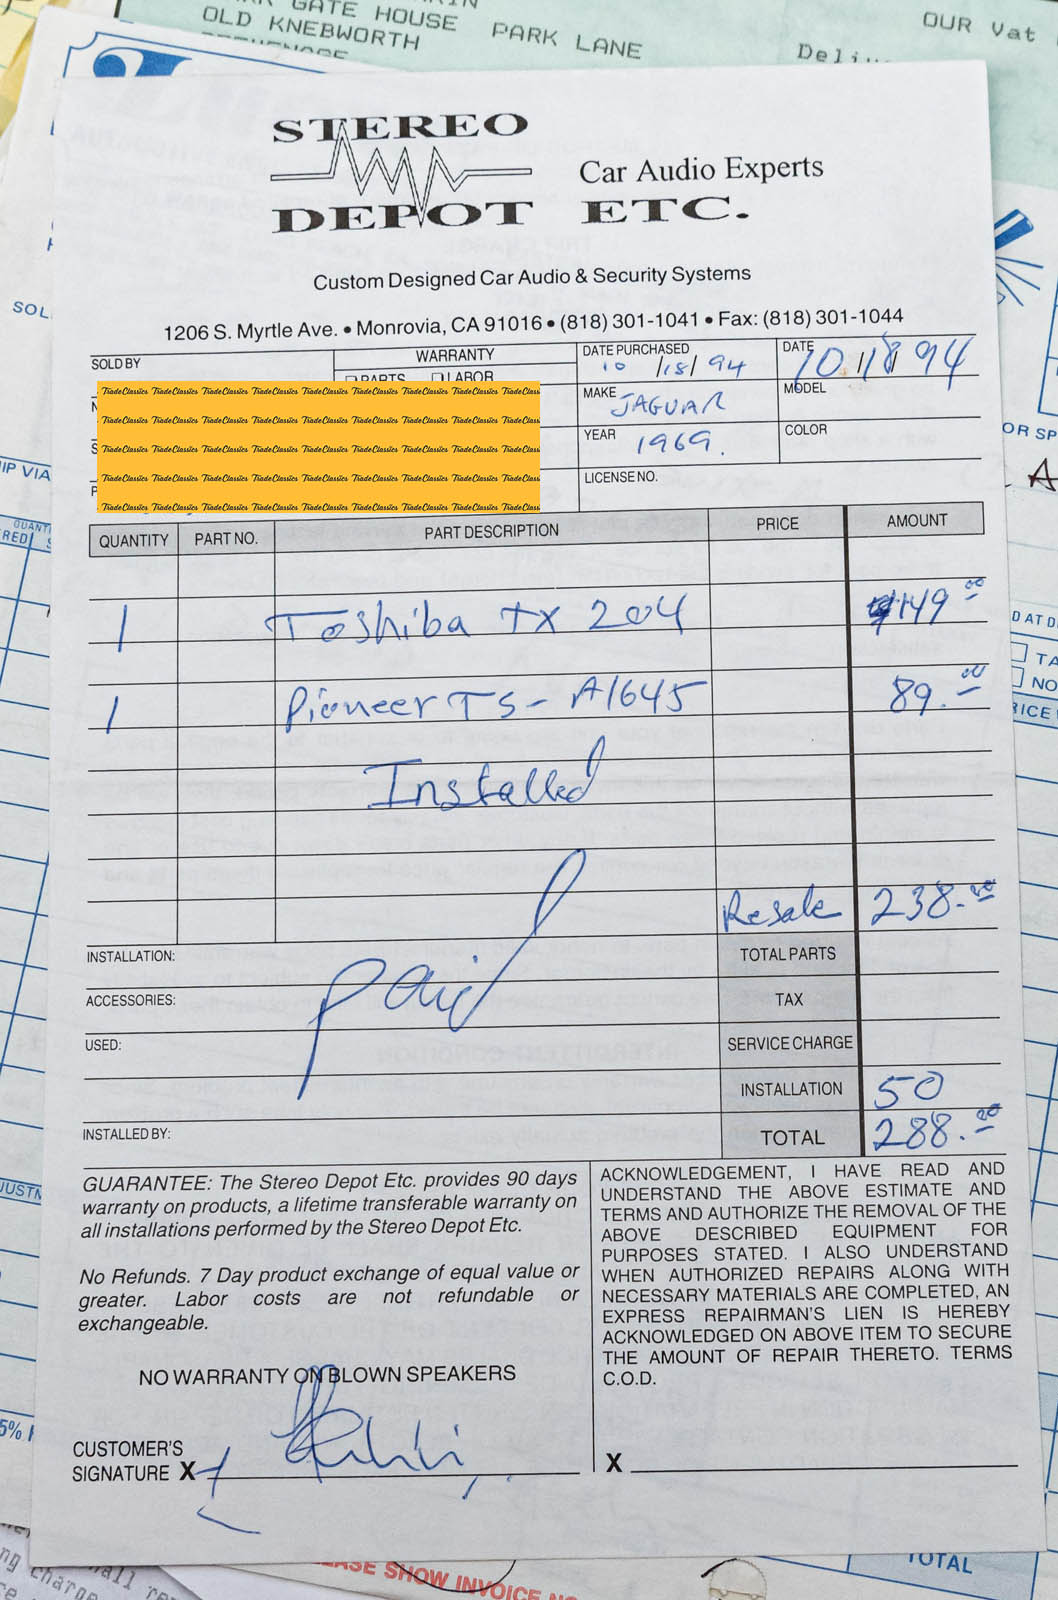 GATE HOUSE
OLD KNEBWORTH PARK LANE
OUR Vat
STEREO
DEPOT ETC.
Car Audio Experts
Custom Designed Car Audio & Security Systems
1206 S. Myrtle Ave. • Monrovia, CA 91016 • (818) 301-1041 • Fax: (818) 301-1044
SOLD BY
WARRANTY
PARTS LABOR
DATE PURCHASED
10 /18/ 94
DATE
10/18/94
MAKE JAGUAR
MODEL
YEAR 1969.
COLOR
LICENSE NO.
TradeClassics
QUANTITY PART NO. PART DESCRIPTION PRICE AMOUNT
1 Toshiba TX 204 149.00
1 Pioneer TS-A1645 89.00
Installed
Resale 238.00
paid
INSTALLATION: TOTAL PARTS
ACCESSORIES: TAX
USED: SERVICE CHARGE
INSTALLATION 50
INSTALLED BY: TOTAL 288.00
GUARANTEE: The Stereo Depot Etc. provides 90 days
warranty on products, a lifetime transferable warranty on
all installations performed by the Stereo Depot Etc.
No Refunds. 7 Day product exchange of equal value or
greater. Labor costs are not refundable or
exchangeable.
NO WARRANTY ON BLOWN SPEAKERS
CUSTOMER'S
SIGNATURE X
ACKNOWLEDGEMENT, I HAVE READ AND
UNDERSTAND THE ABOVE ESTIMATE AND
TERMS AND AUTHORIZE THE REMOVAL OF THE
ABOVE DESCRIBED EQUIPMENT FOR
PURPOSES STATED. I ALSO UNDERSTAND
WHEN AUTHORIZED REPAIRS ALONG WITH
NECESSARY MATERIALS ARE COMPLETED, AN
EXPRESS REPAIRMAN'S LIEN IS HEREBY
ACKNOWLEDGED ON ABOVE ITEM TO SECURE
THE AMOUNT OF REPAIR THERETO. TERMS
C.O.D.
X
SHOW INVOICE
TOTAL